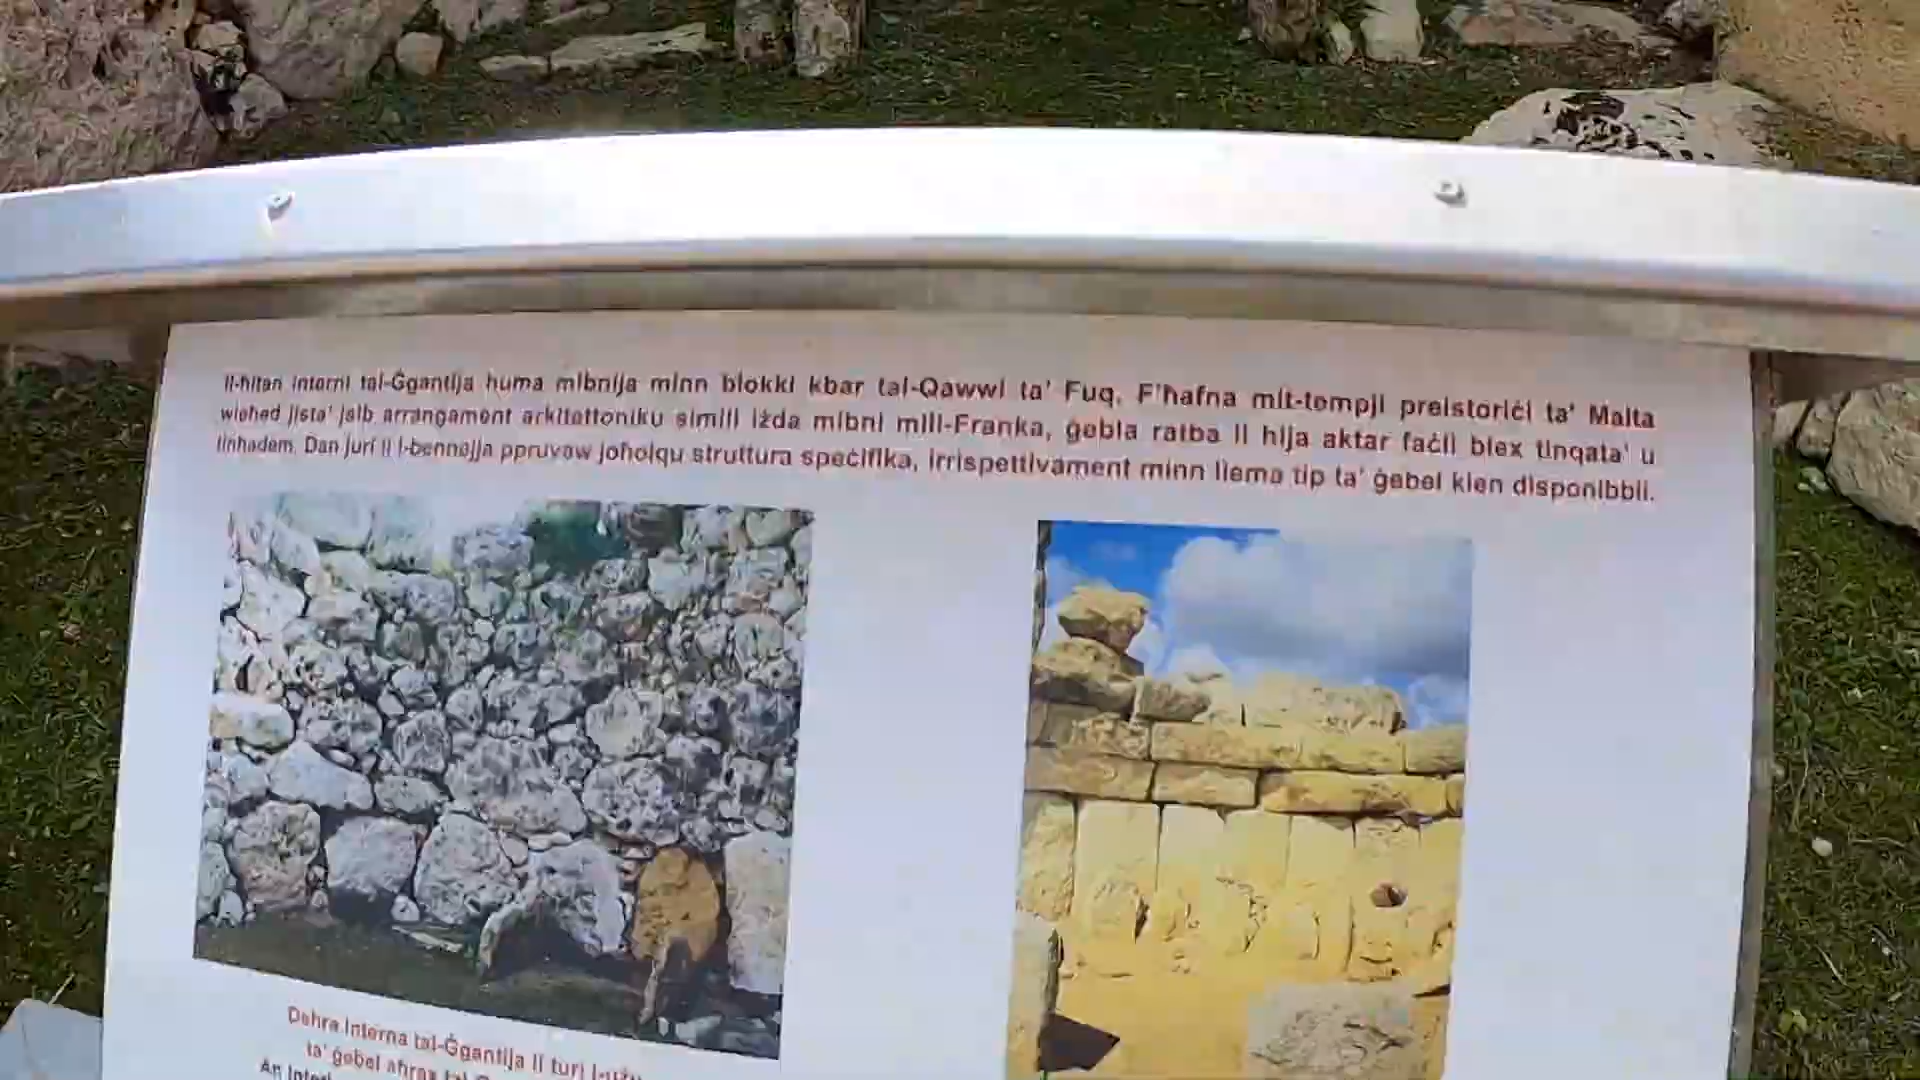 Il-ħitan interni tal-Ġgantija huma mibnija minn blokki kbar tal-Qawwi ta' Fuq. F'ħafna mit-tempji preistoriċi ta' Malta
wieħed jista' jsib arranġament arkitettoniku simili iżda mibni mill-Franka, ġebla ratba li hija aktar faċli biex tinqata' u
tinħadem. Dan juri li l-bennejja ppruvaw joħolqu struttura speċifika, irrispettivament minn liema tip ta' ġebel kien disponibbli.
Dehra interna tal-Ġgantija li turi l-użu
ta' ġebel aħrax tal-
An